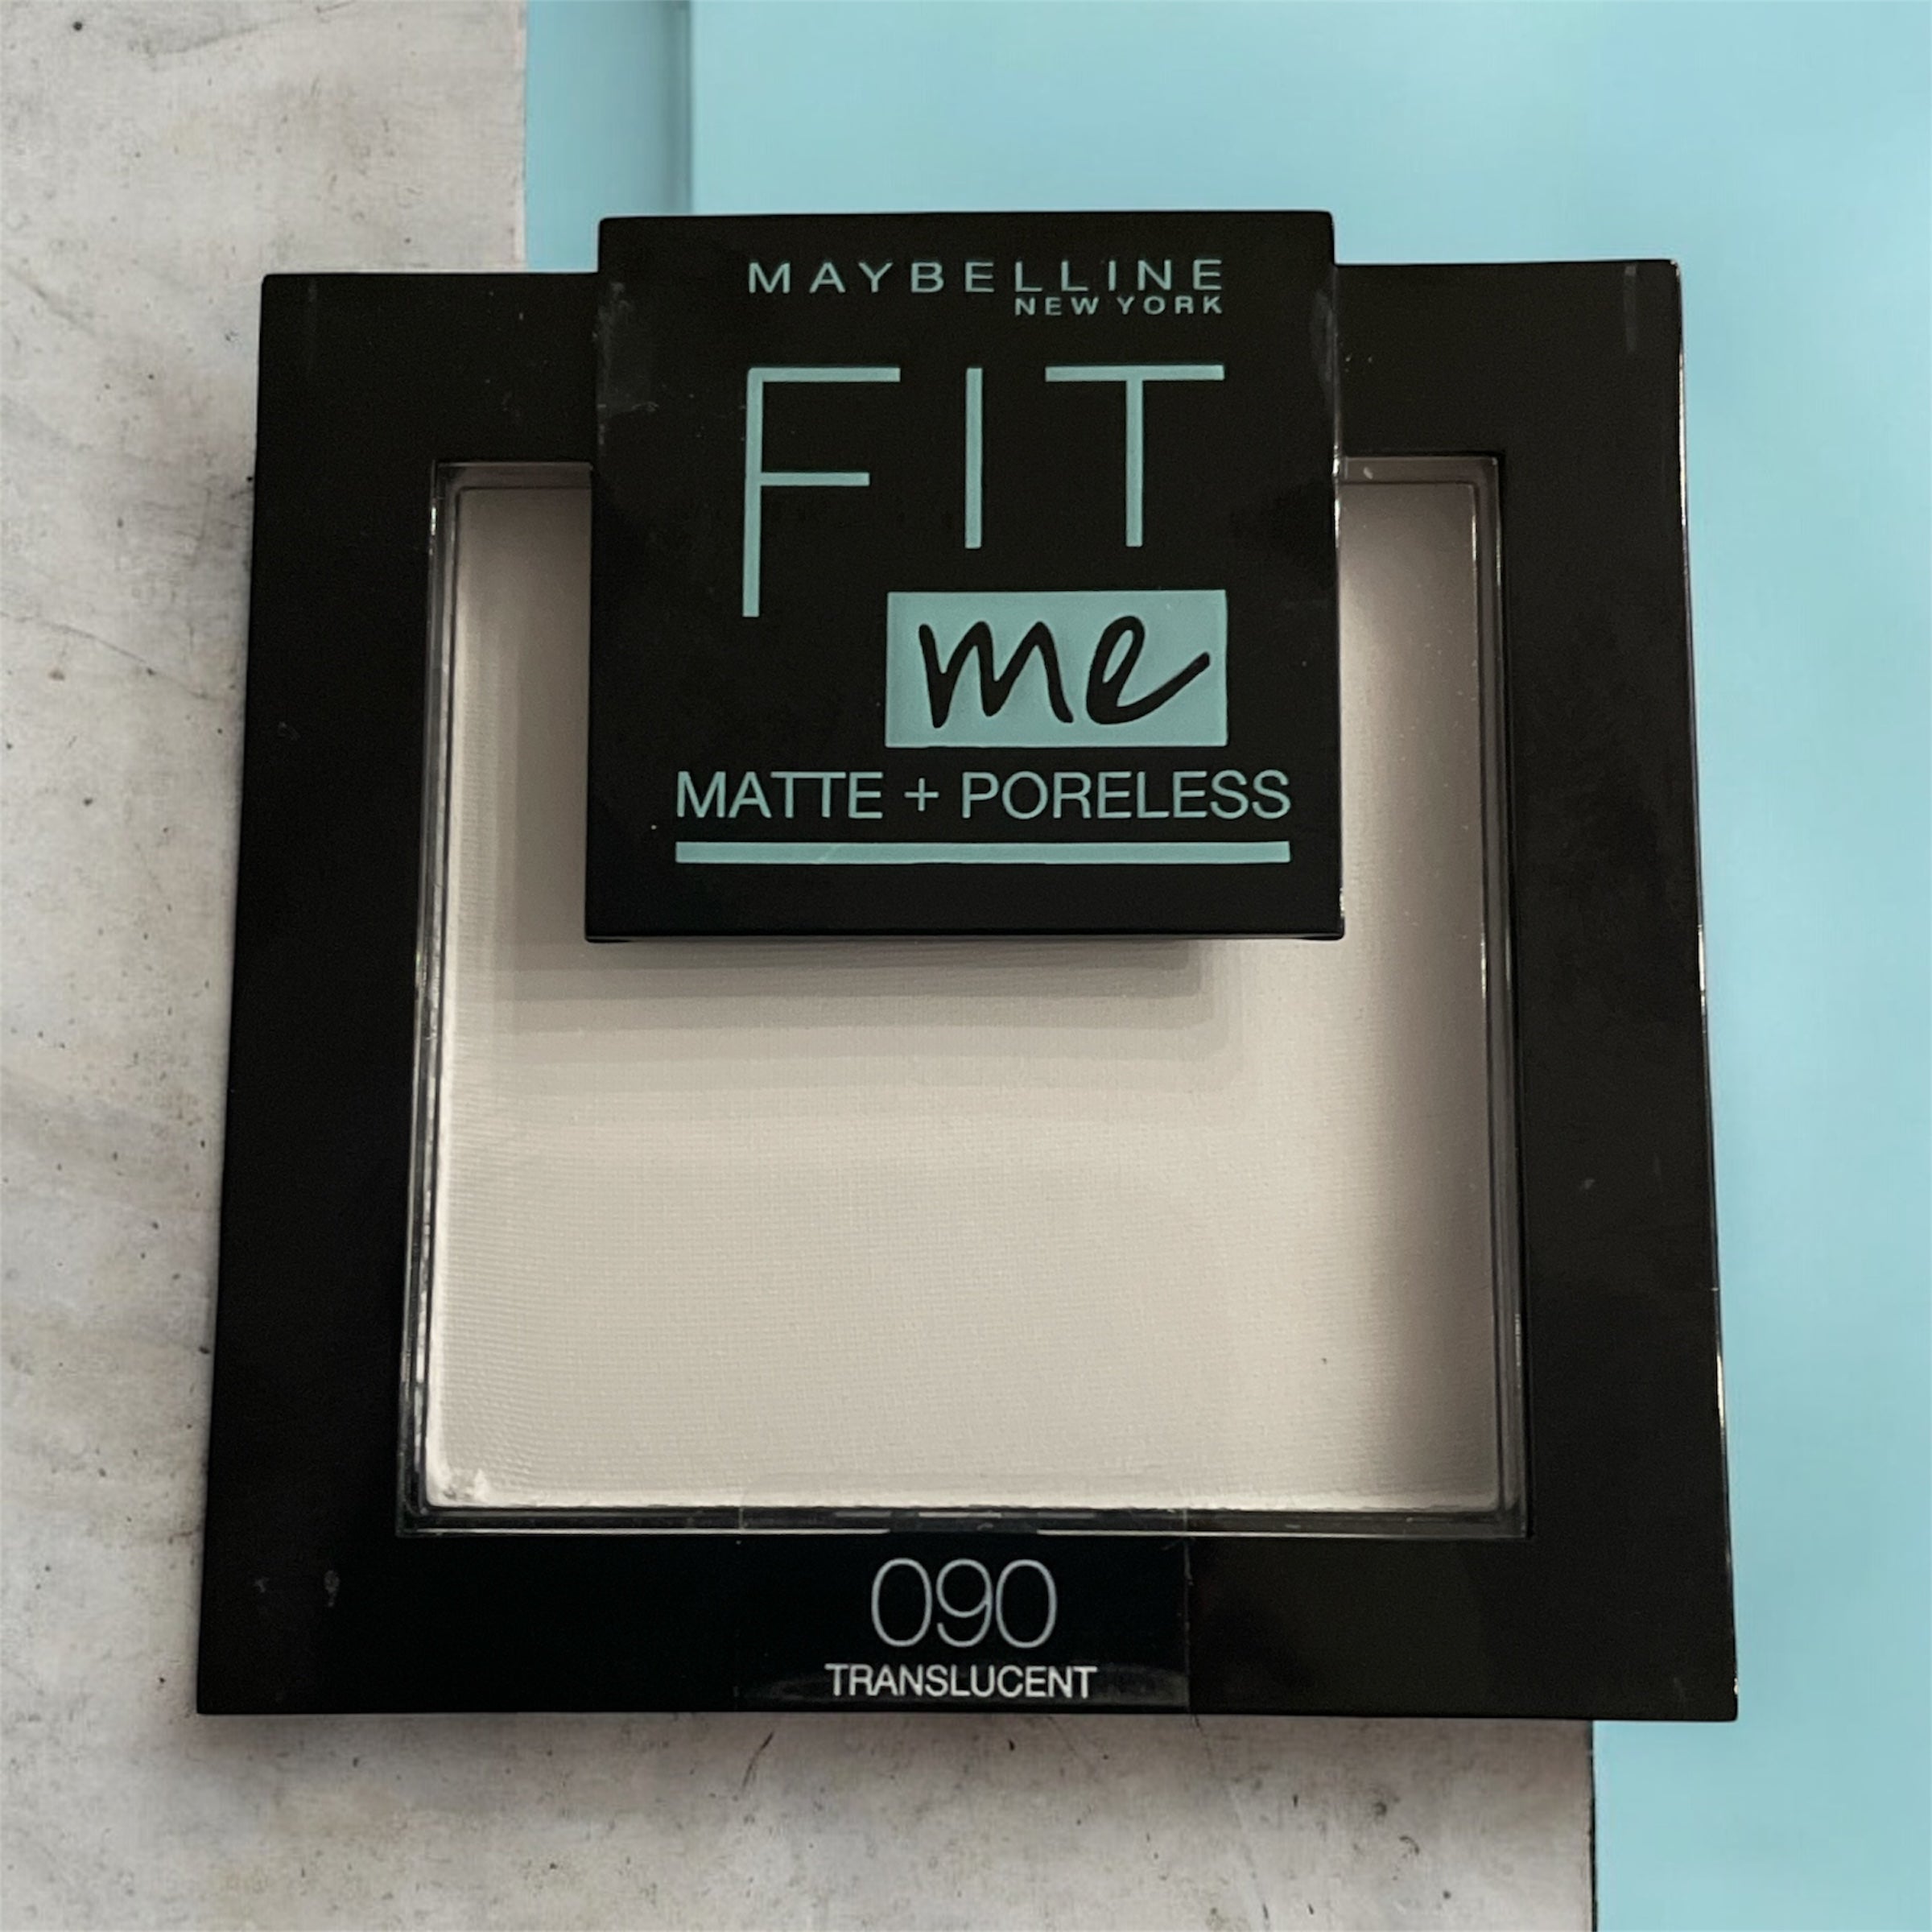 MAYBELLINE
NEW YORK
FIT
me
MATTE + PORELESS
090
TRANSLUCENT